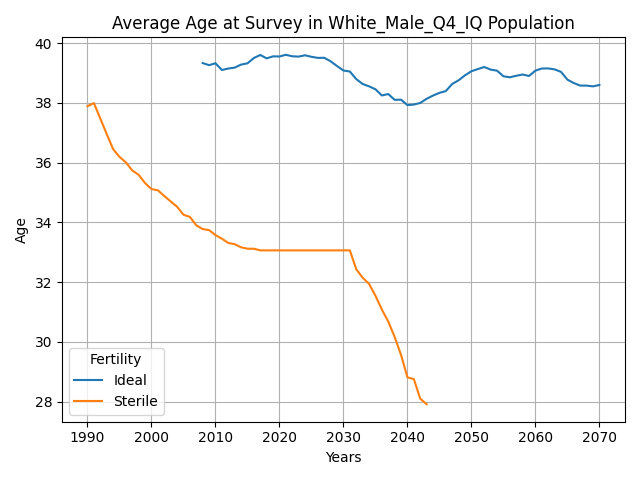 Average Age at Survey in White_Male_Q4_IQ Population
Age
40
38
36
34
32
30
28
Fertility
Ideal
Sterile
1990 2000 2010 2020 2030 2040 2050 2060 2070
Years